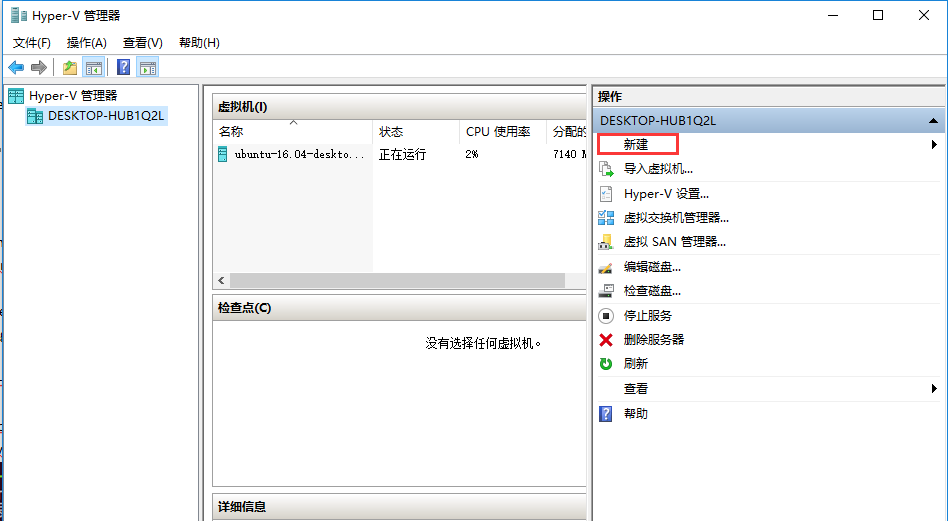 Hyper-V 管理器
文件(F) 操作(A) 查看(V) 帮助(H)
Hyper-V 管理器
DESKTOP-HUB1Q2L
虚拟机(I)
名称 状态 CPU 使用率 分配的
ubuntu-16.04-deskto... 正在运行 2% 7140 M
检查点(C)
没有选择任何虚拟机。
详细信息
操作
DESKTOP-HUB1Q2L
新建
导入虚拟机...
Hyper-V 设置...
虚拟交换机管理器...
虚拟 SAN 管理器...
编辑磁盘...
检查磁盘...
停止服务
删除服务器
刷新
查看
帮助